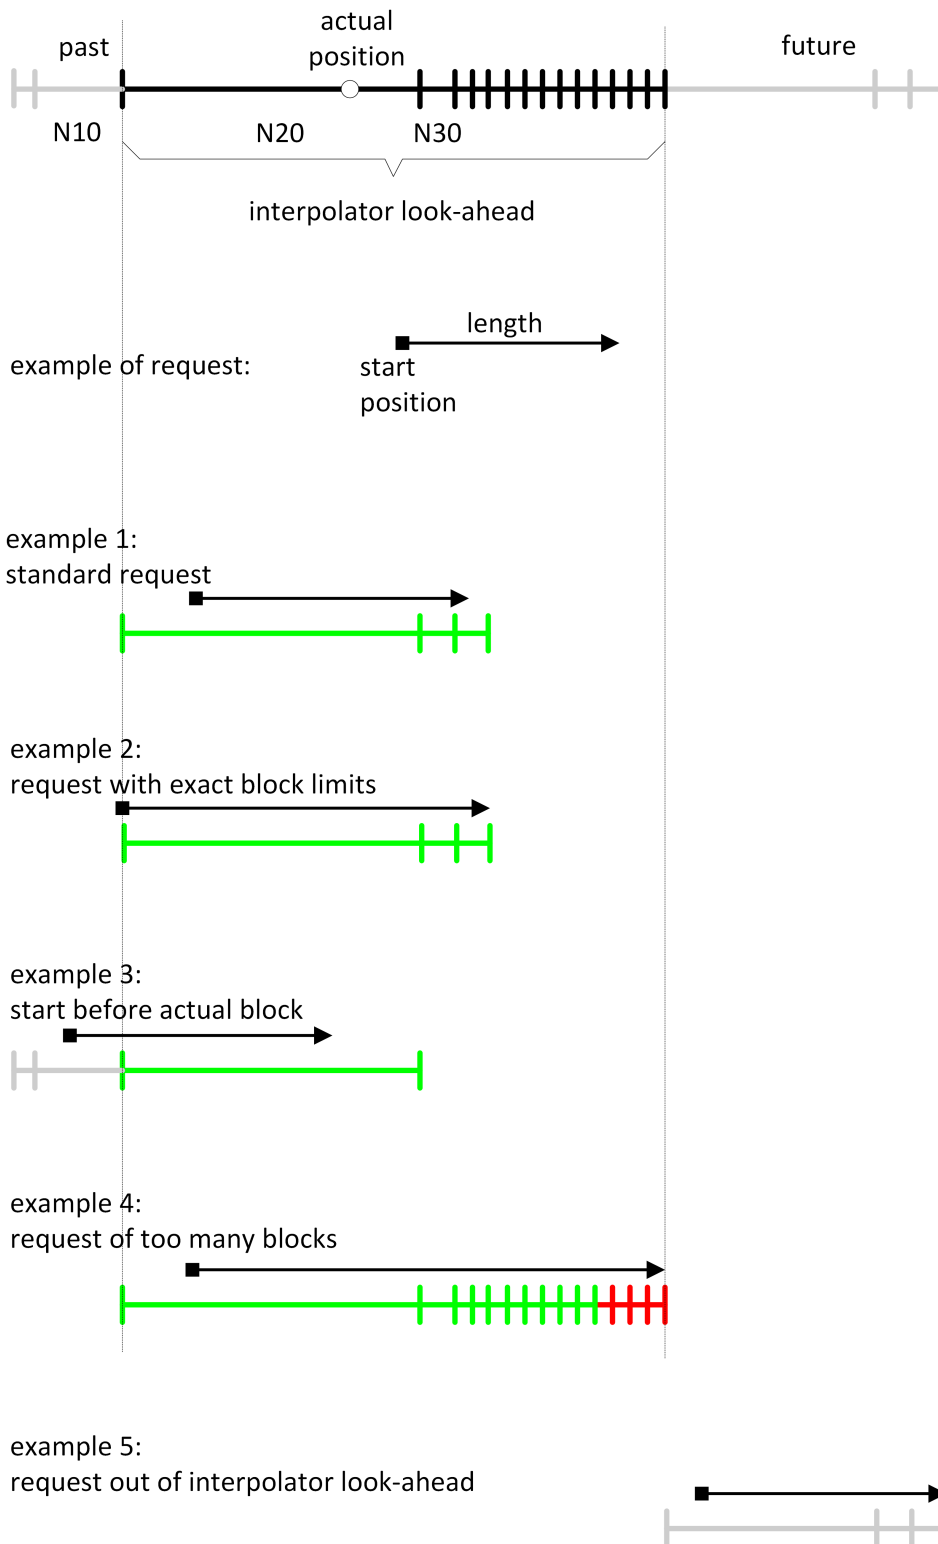 actual
position
past
future
N10
N20
N30
interpolator look-ahead
length
example of request:
start
position
example 1:
standard request
example 2:
request with exact block limits
example 3:
start before actual block
example 4:
request of too many blocks
example 5:
request out of interpolator look-ahead